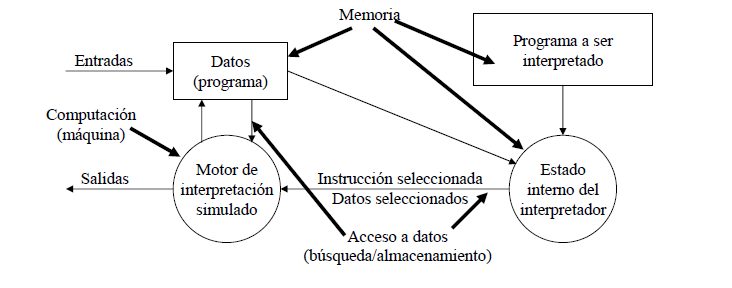 Memoria
Programa a ser
interpretado
Entradas
Datos
(programa)
Computación
(máquina)
Salidas
Motor de
interpretación
simulado
Instrucción seleccionada
Datos seleccionados
Estado
interno del
interpretador
Acceso a datos
(búsqueda/almacenamiento)